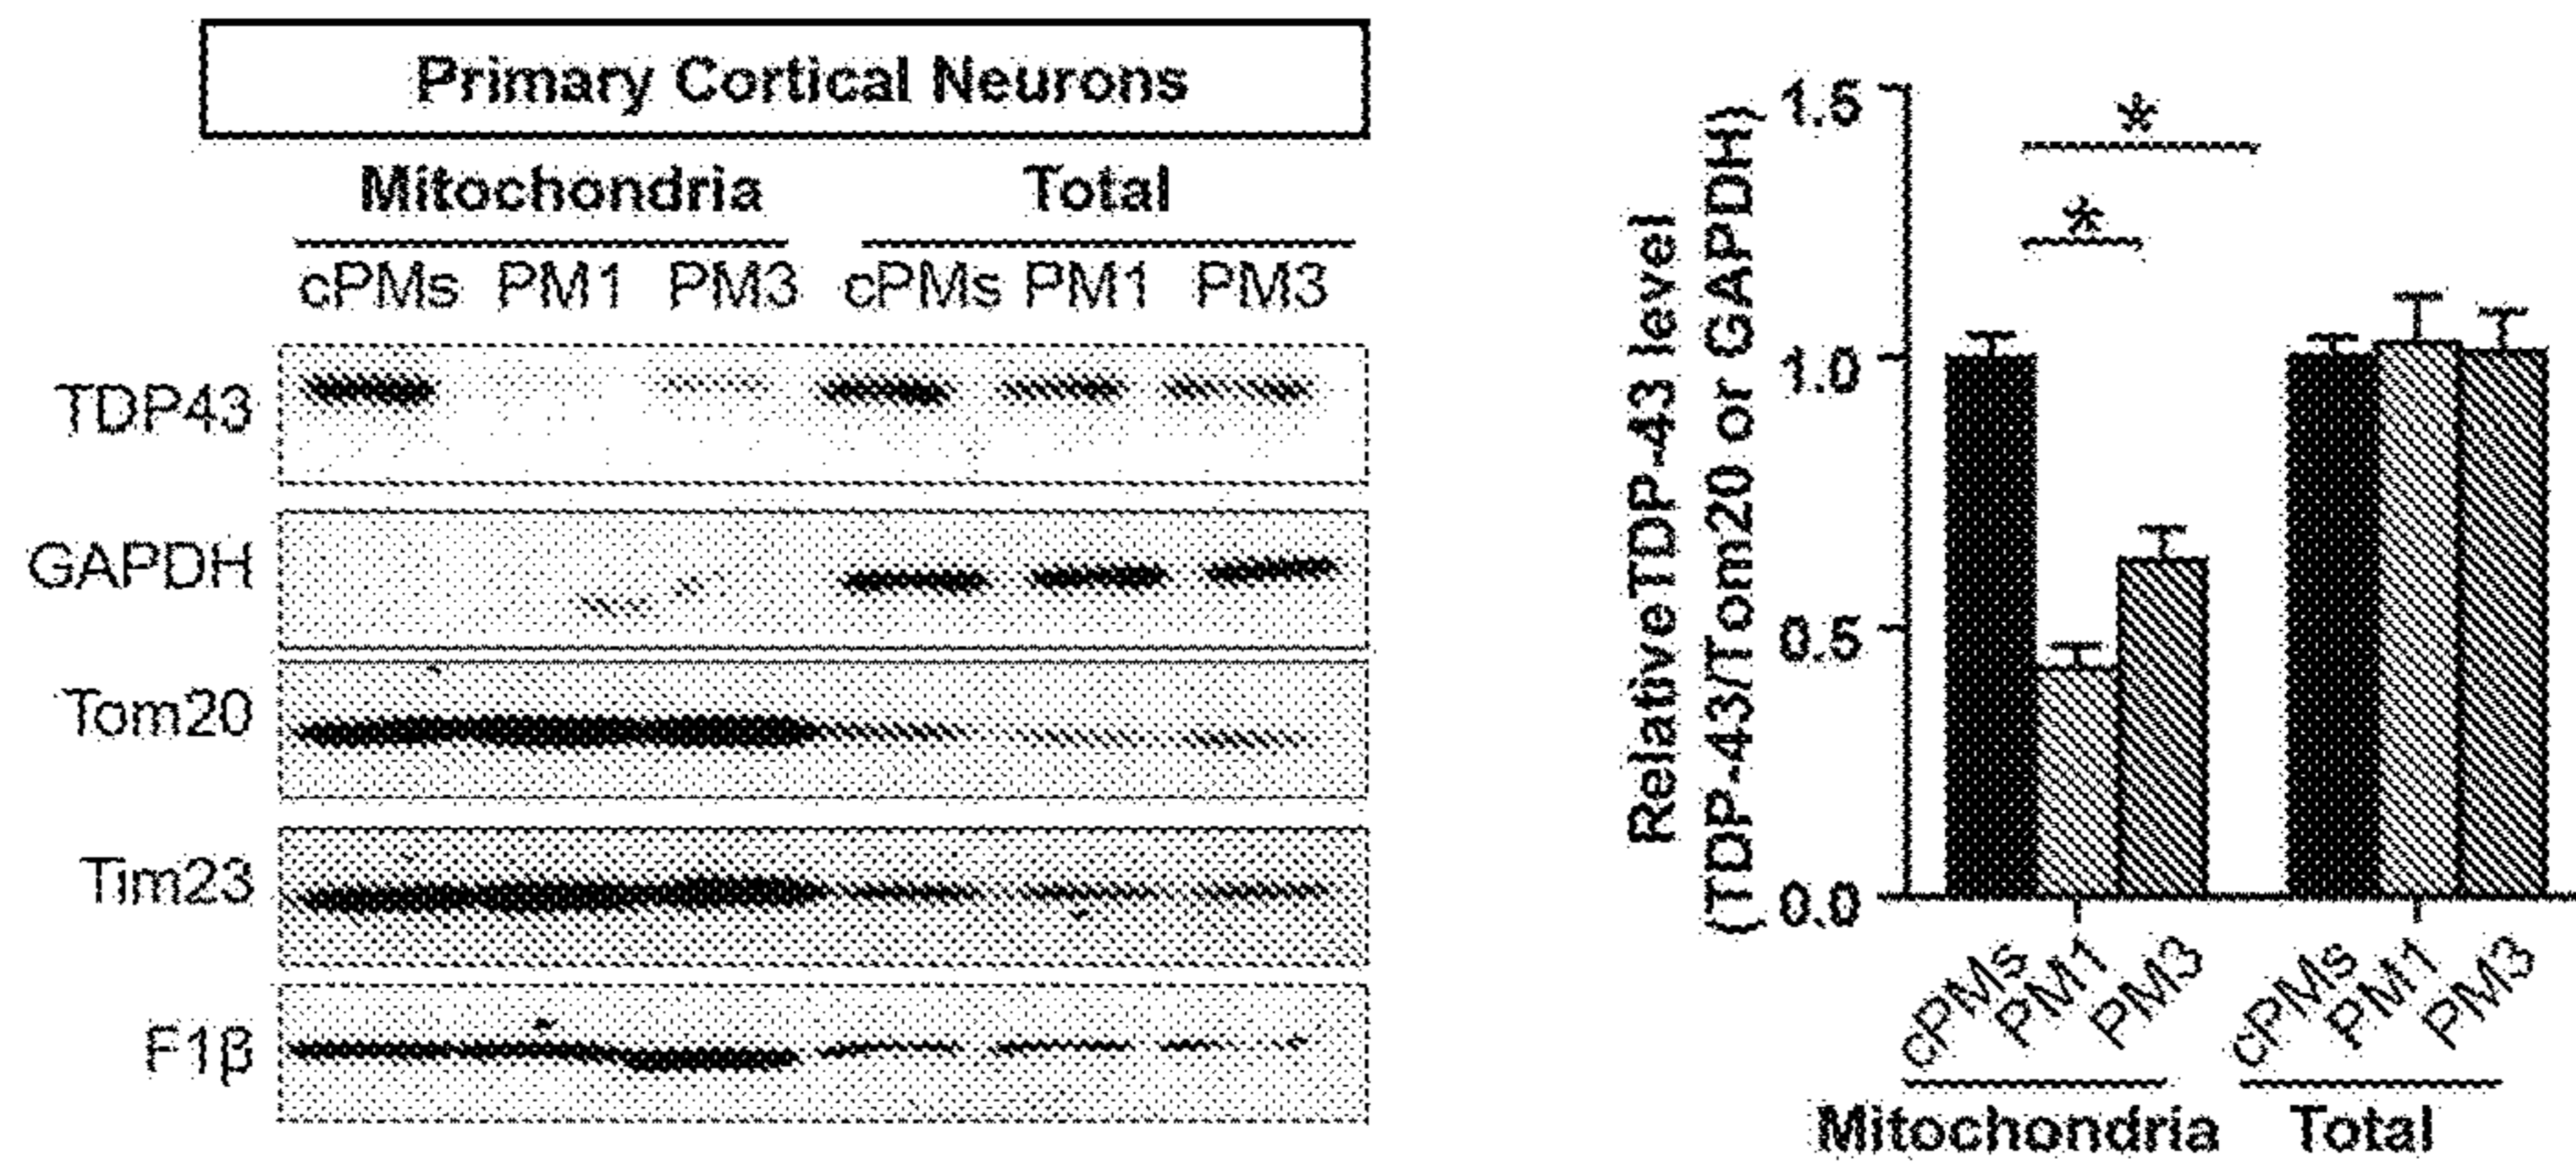 Primary Cortical Neurons
Mitochondria Total
cPMs PM1 PM3 cPMs PM1 PM3
TDP43
GAPDH
Tom20
Tim23
F1β
RelativeTDP-43 level
(TDP-43/Tom20 or GAPDH)
1.5
1.0
0.5
0.0
*
*
cPMs PM1 PM3 cPMs PM1 PM3
Mitochondria Total